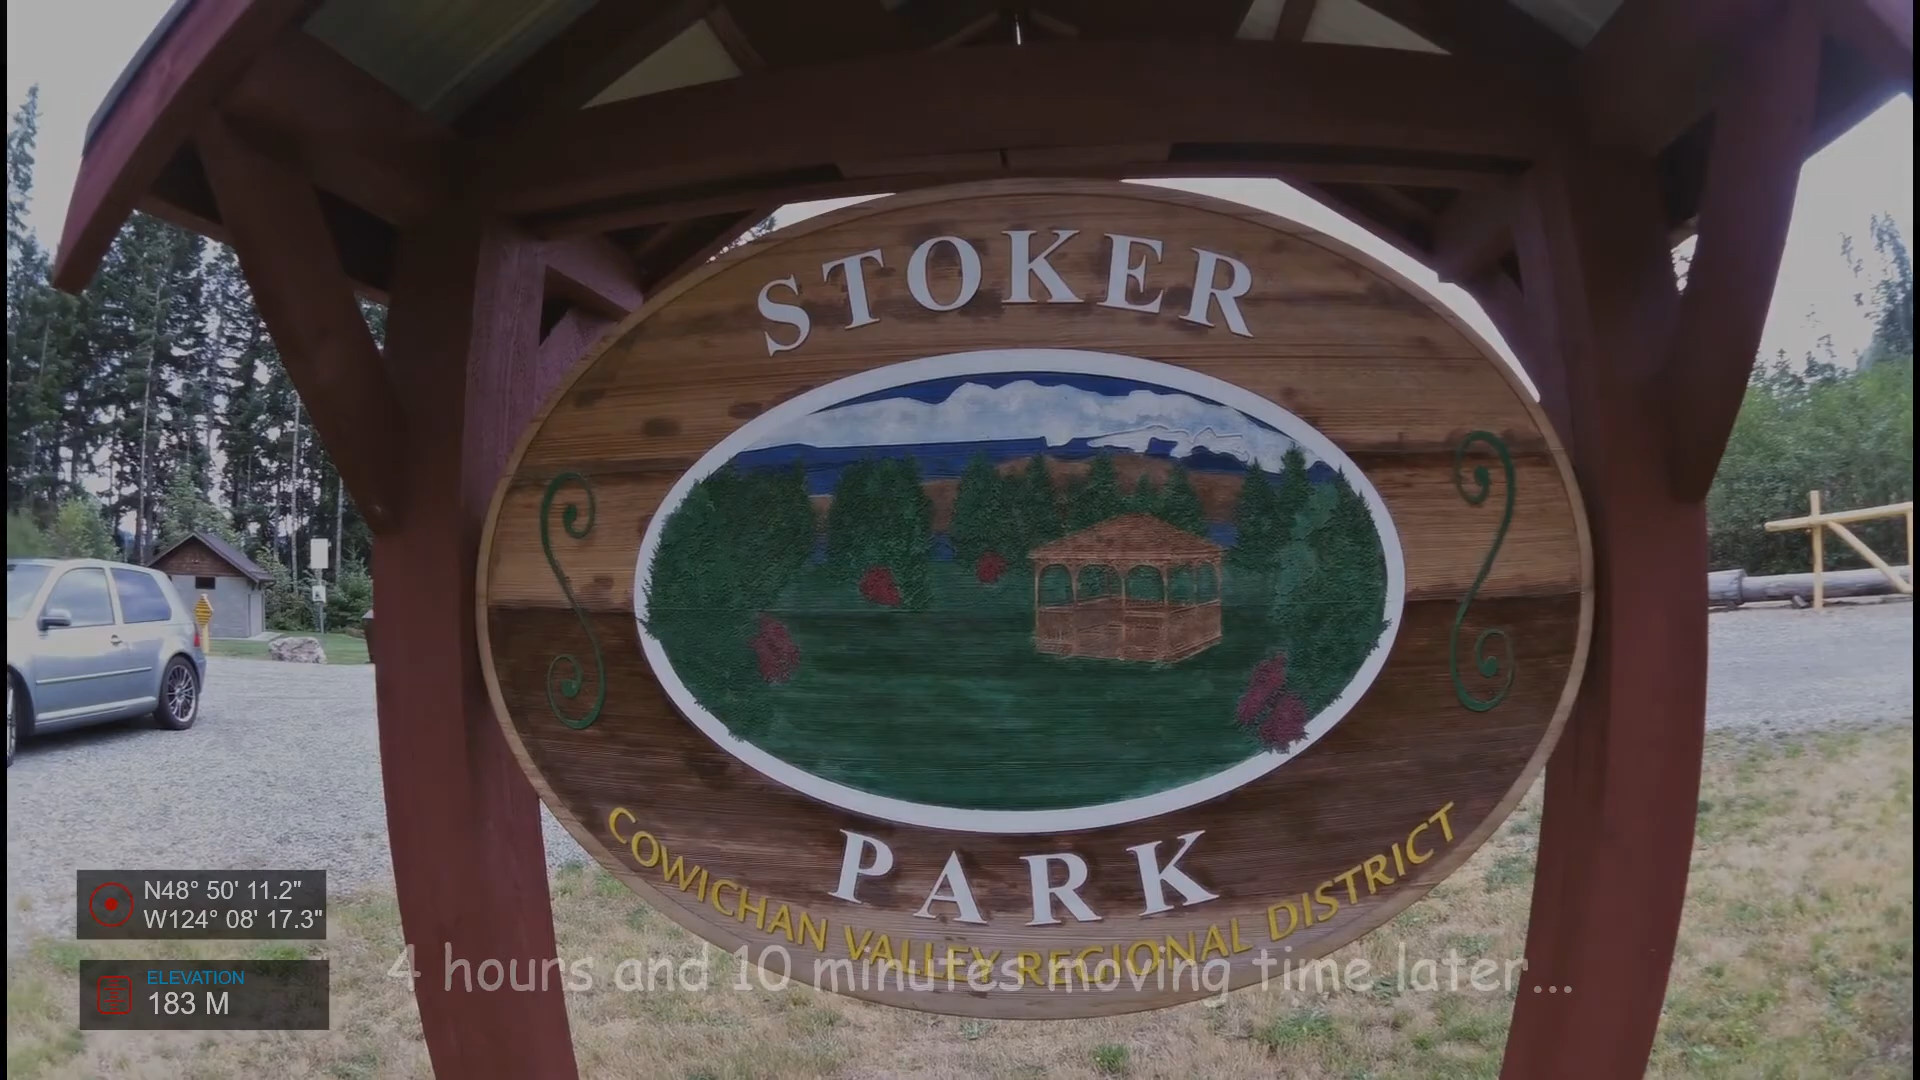 STOKER
PARK
COWICHAN VALLEY REGIONAL DISTRICT
N48° 50' 11.2"
W124° 08' 17.3"
ELEVATION
183 M
4 hours and 10 minutes moving time later...